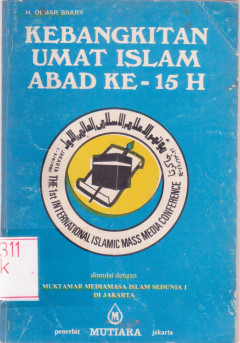 H. OEMAR BAKRY
KEBANGKITAN
UMAT ISLAM
ABAD KE-15 H
JAKARTA THE 1st INTERNATIONAL ISLAMIC MASS MEDIA CONFERENCE
311
k
dimulai dengan
MUKTAMAR MEDIAMASA ISLAM SEDUNIA I
DI JAKARTA
M
penerbit MUTIARA jakarta